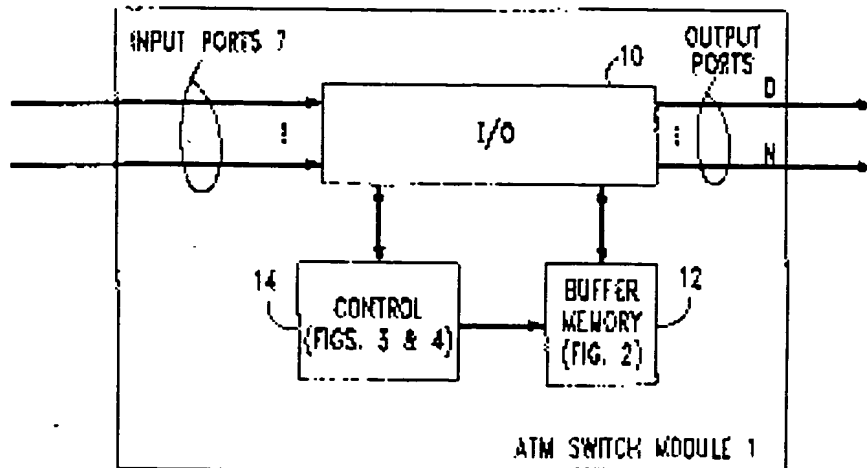 INPUT PORTS 7
OUTPUT
PORTS
10
0
I/O
N
14
CONTROL
(FIGS. 3 & 4)
BUFFER
MEMORY
(FIG. 2)
12
ATM SWITCH MODULE 1